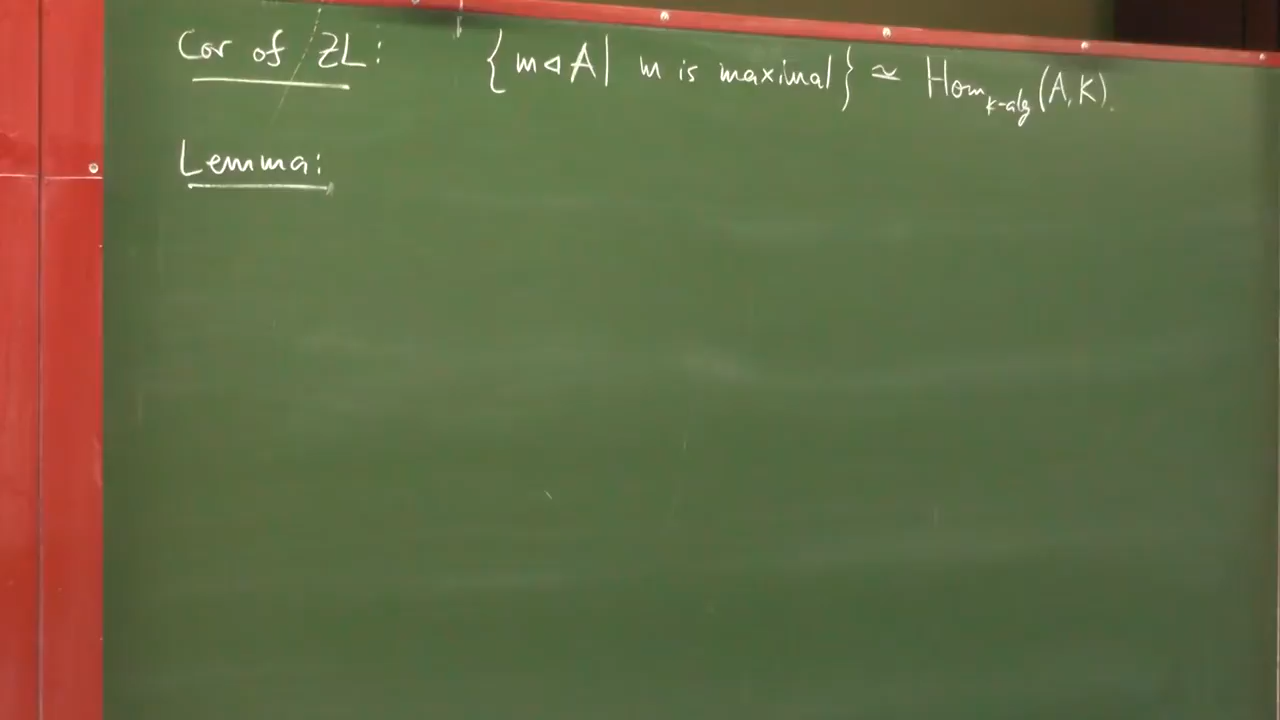 Cor of ZL: {m ⊲ A | m is maximal} ≃ Hom_{K-alg}(A, K).
Lemma: